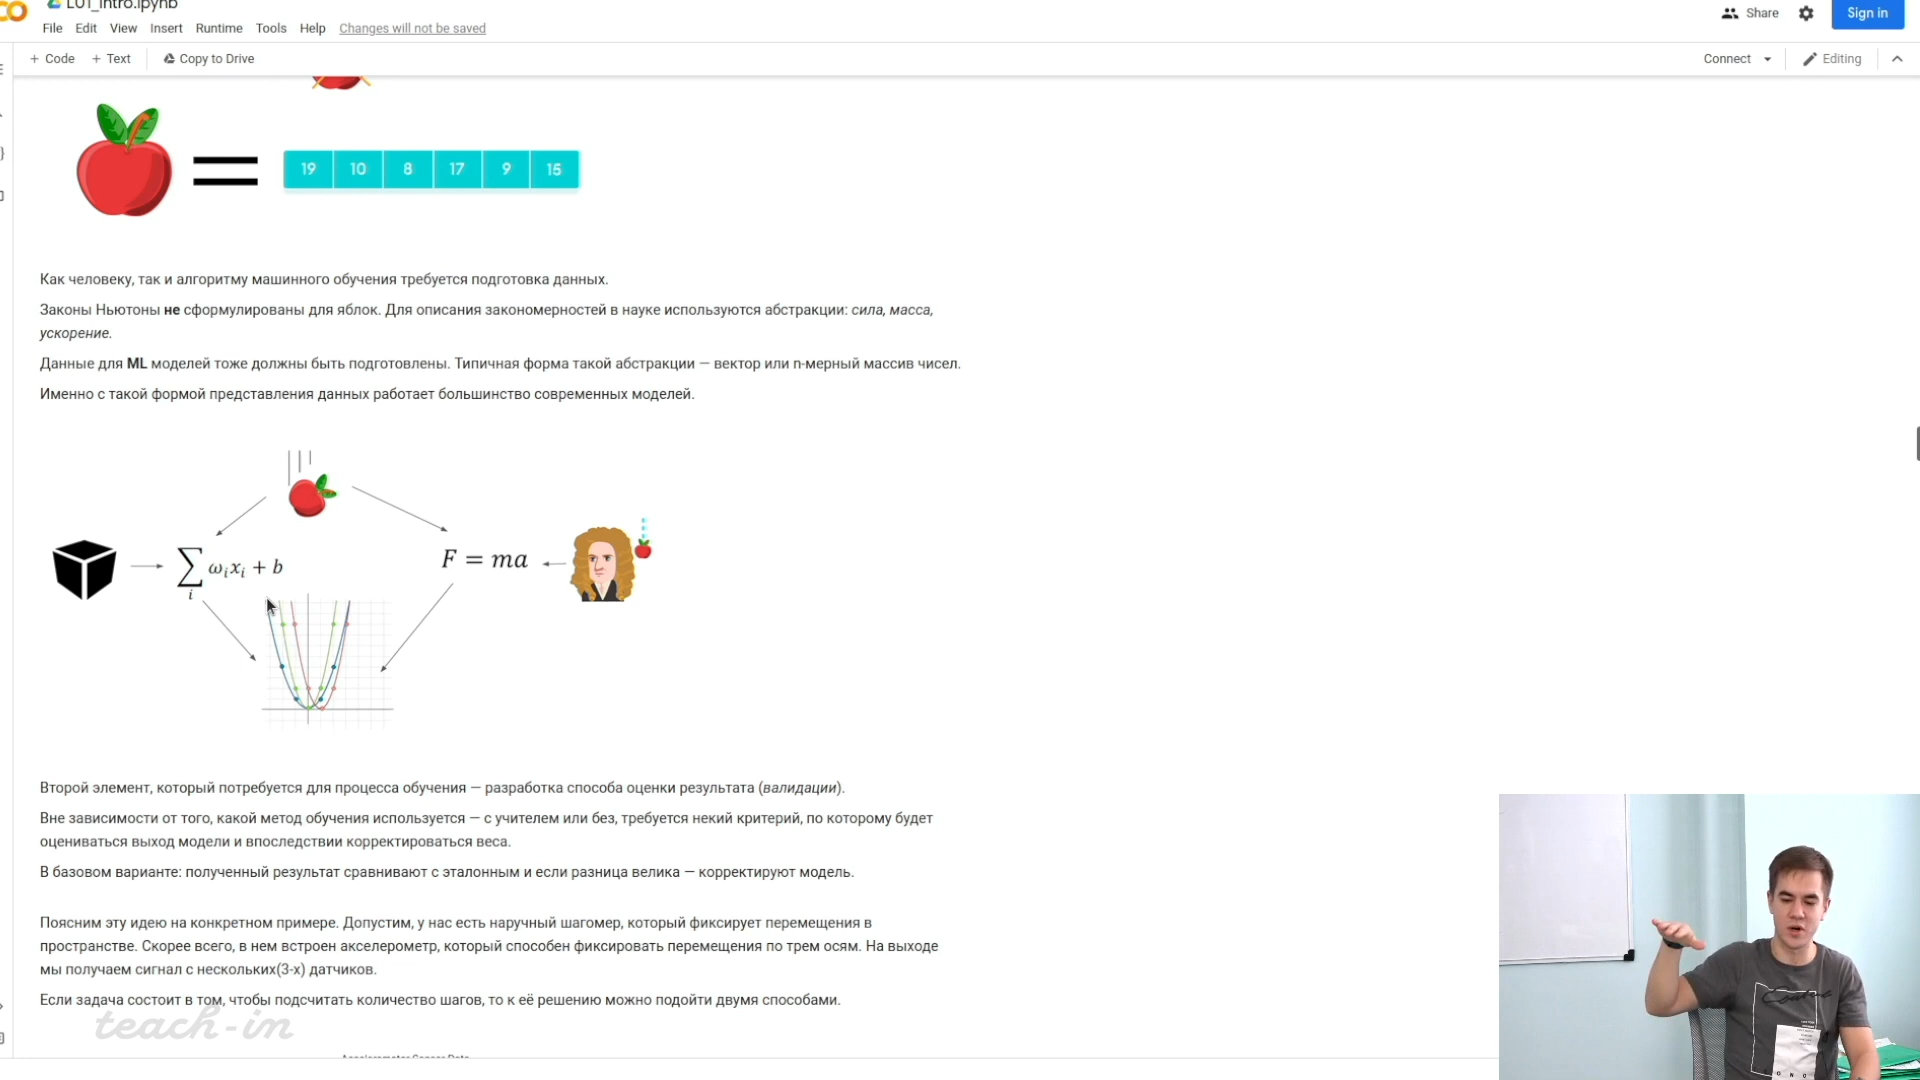 L01_Intro.ipynb
Share
Sign in
File Edit View Insert Runtime Tools Help Changes will not be saved
+ Code + Text Copy to Drive
Connect
Editing
19 10 8 17 9 15
Как человеку, так и алгоритму машинного обучения требуется подготовка данных.
Законы Ньютоны не сформулированы для яблок. Для описания закономерностей в науке используются абстракции: сила, масса,
ускорение.
Данные для ML моделей тоже должны быть подготовлены. Типичная форма такой абстракции — вектор или n-мерный массив чисел.
Именно с такой формой представления данных работает большинство современных моделей.
∑ ωᵢxᵢ + b
i
F = ma
Второй элемент, который потребуется для процесса обучения — разработка способа оценки результата (валидации).
Вне зависимости от того, какой метод обучения используется — с учителем или без, требуется некий критерий, по которому будет
оцениваться выход модели и впоследствии корректироваться веса.
В базовом варианте: полученный результат сравнивают с эталонным и если разница велика — корректируют модель.
Поясним эту идею на конкретном примере. Допустим, у нас есть наручный шагомер, который фиксирует перемещения в
пространстве. Скорее всего, в нем встроен акселерометр, который способен фиксировать перемещения по трем осям. На выходе
мы получаем сигнал с нескольких(3-х) датчиков.
Если задача состоит в том, чтобы подсчитать количество шагов, то к её решению можно подойти двумя способами.
teach-in